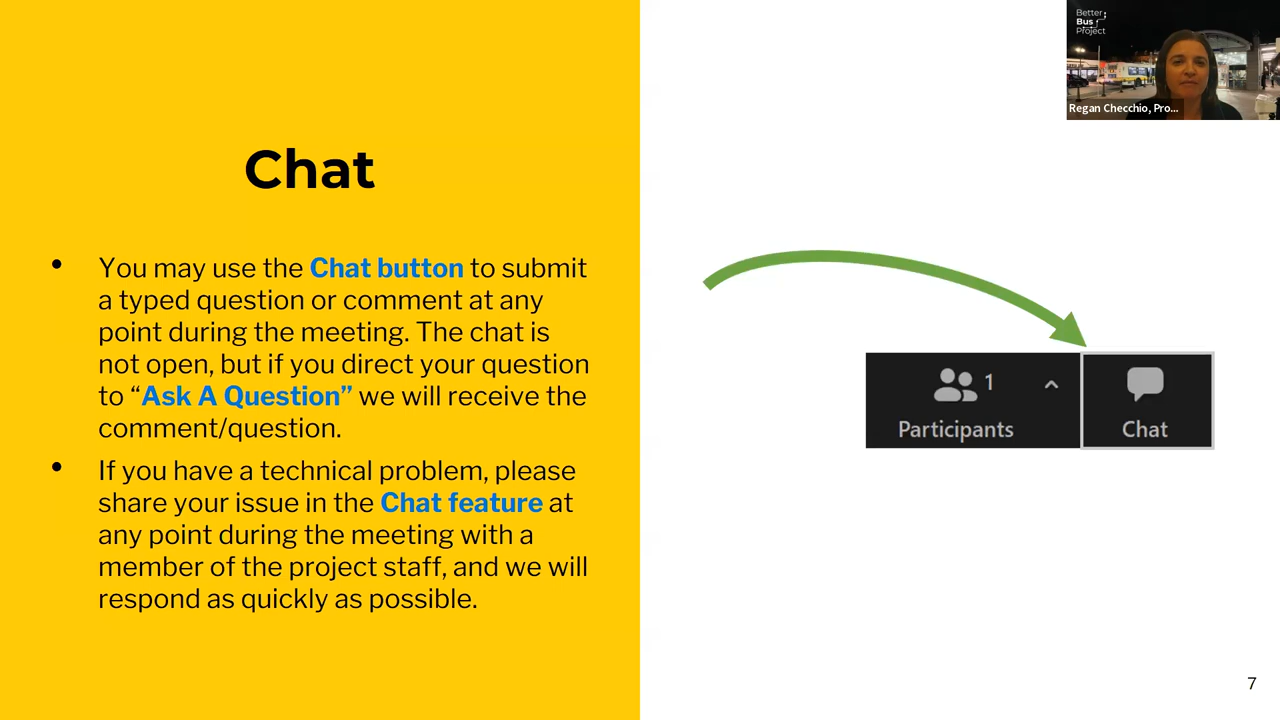 Chat
• You may use the Chat button to submit
a typed question or comment at any
point during the meeting. The chat is
not open, but if you direct your question
to “Ask A Question” we will receive the
comment/question.
• If you have a technical problem, please
share your issue in the Chat feature at
any point during the meeting with a
member of the project staff, and we will
respond as quickly as possible.
Better
Bus
Project
Regan Checchio, Pro...
1
Participants
Chat
7